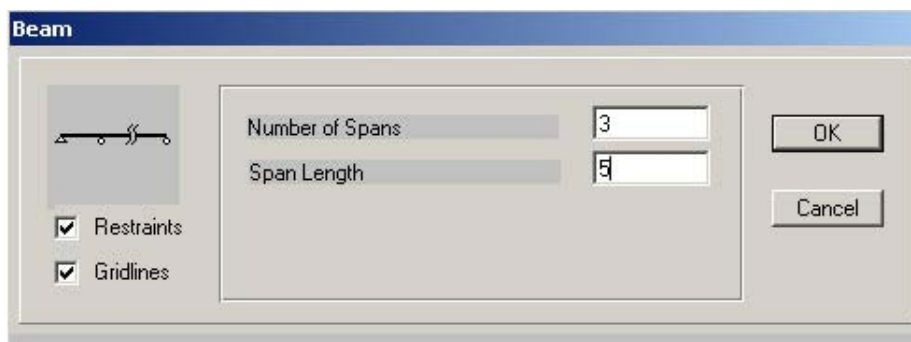 Beam
Number of Spans 3
Span Length 5
OK
Cancel
Restraints
Gridlines